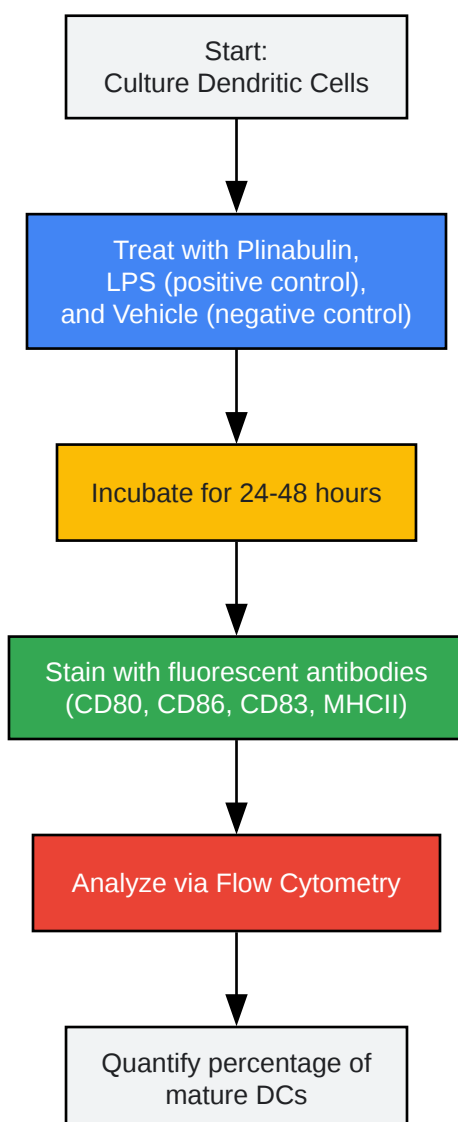 Start:
Culture Dendritic Cells
Treat with Plinabulin,
LPS (positive control),
and Vehicle (negative control)
Incubate for 24-48 hours
Stain with fluorescent antibodies
(CD80, CD86, CD83, MHCII)
Analyze via Flow Cytometry
Quantify percentage of
mature DCs